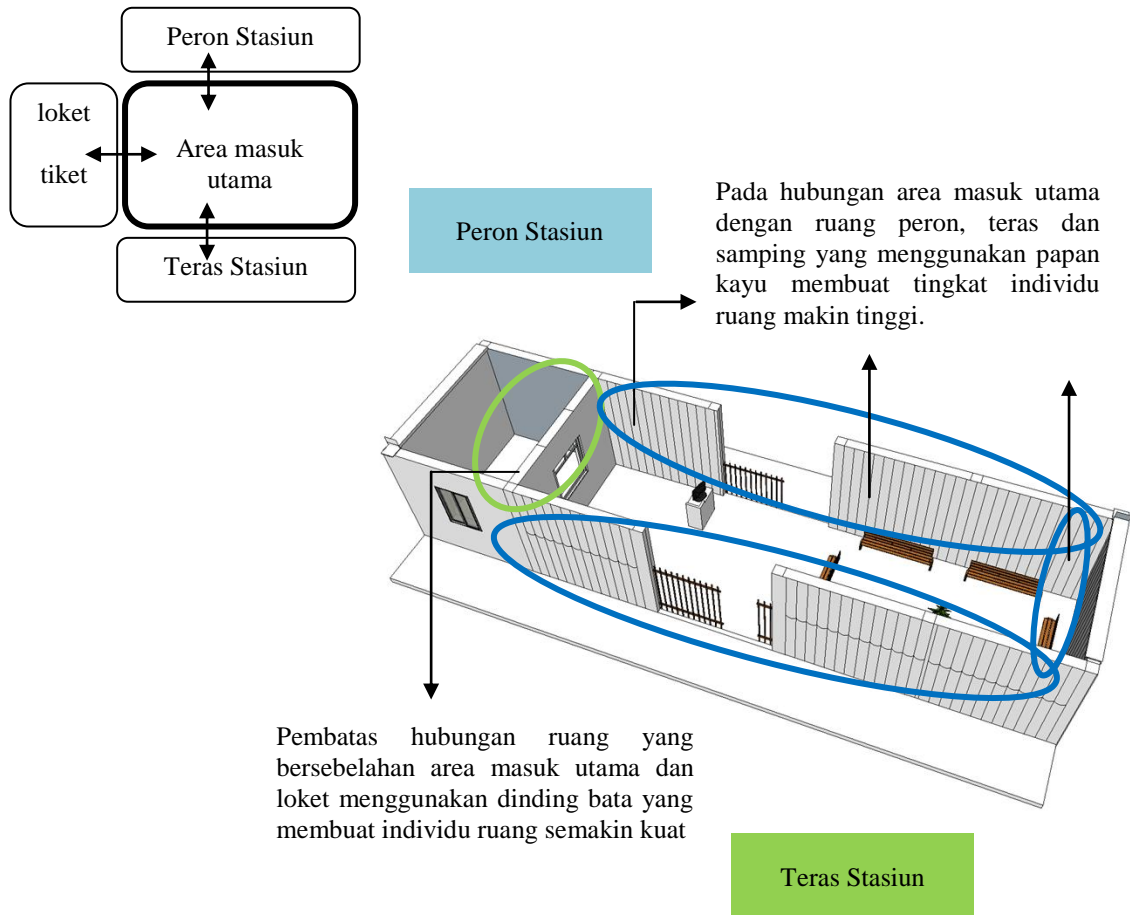 Peron Stasiun
loket
tiket
Area masuk
utama
Teras Stasiun
Peron Stasiun
Pada hubungan area masuk utama
dengan ruang peron, teras dan
samping yang menggunakan papan
kayu membuat tingkat individu
ruang makin tinggi.
Pembatas hubungan ruang yang
bersebelahan area masuk utama dan
loket menggunakan dinding bata yang
membuat individu ruang semakin kuat
Teras Stasiun